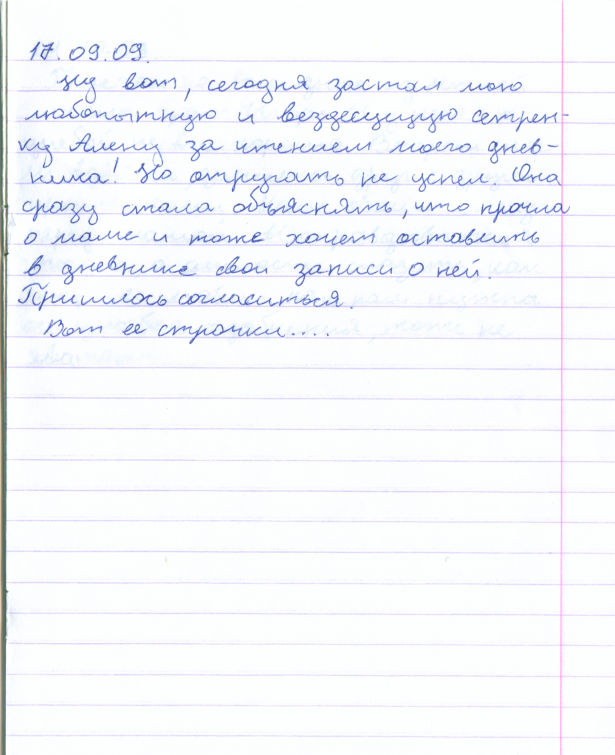 17.09.09.
Ну вот, сегодня застал мою
любопытную и вездесущую сестрен-
ку Алену за чтением моего днев-
ника! Но отругать не успел. Она
сразу стала объяснять, что прочла
о маме и тоже хочет оставить
в дневнике свои записи о ней.
Пришлось согласиться.
Вот ее строчки....